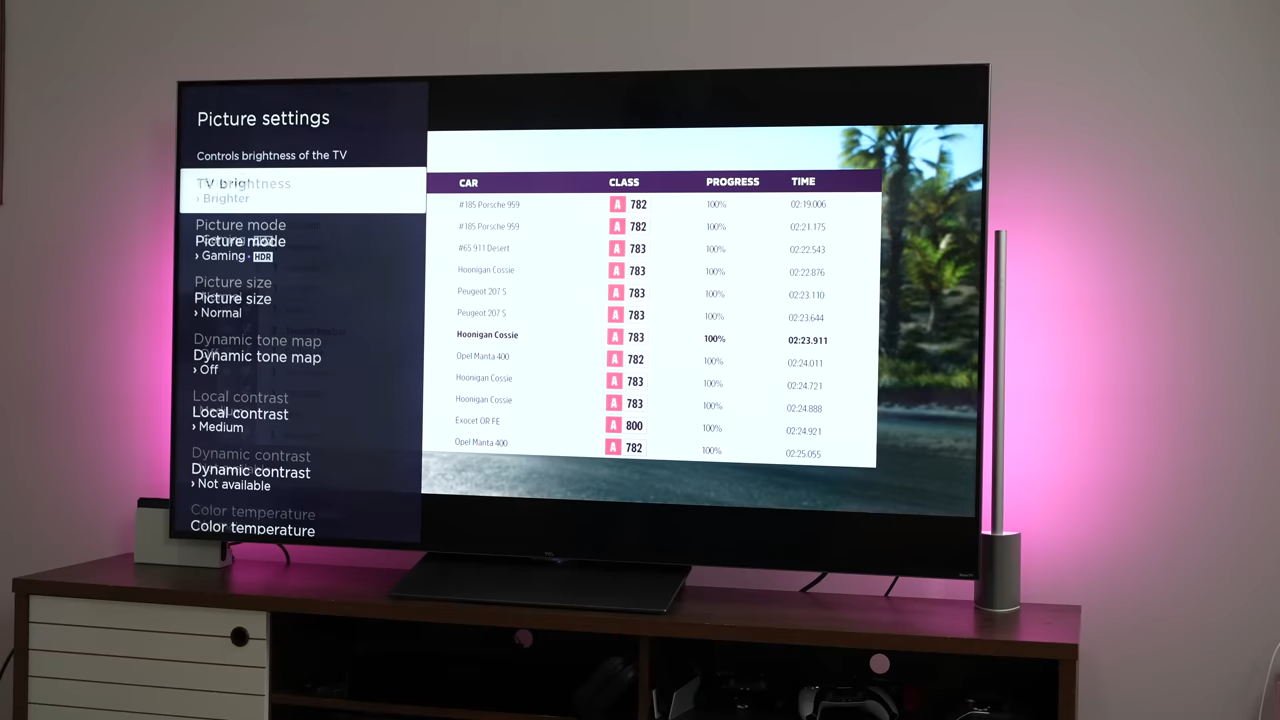 Picture settings
Controls brightness of the TV
TV brightness
› Brighter
Picture mode
Picture mode
› Gaming · HDR
Picture size
Picture size
› Normal
Dynamic tone map
Dynamic tone map
› Off
Local contrast
Local contrast
› Medium
Dynamic contrast
Dynamic contrast
› Not available
Color temperature
Color temperature
CAR CLASS PROGRESS TIME
#185 Porsche 959 A 782 100% 02:19.006
#185 Porsche 959 A 782 100% 02:21.175
#65 911 Desert A 783 100% 02:22.543
Hoonigan Cossie A 783 100% 02:22.876
Peugeot 207 S A 783 100% 02:23.110
Peugeot 207 S A 783 100% 02:23.644
Hoonigan Cossie A 783 100% 02:23.911
Opel Manta 400 A 782 100% 02:24.011
Hoonigan Cossie A 783 100% 02:24.721
Hoonigan Cossie A 783 100% 02:24.888
Exocet OR FE A 800 100% 02:24.921
Opel Manta 400 A 782 100% 02:25.055
TCL
Roku TV